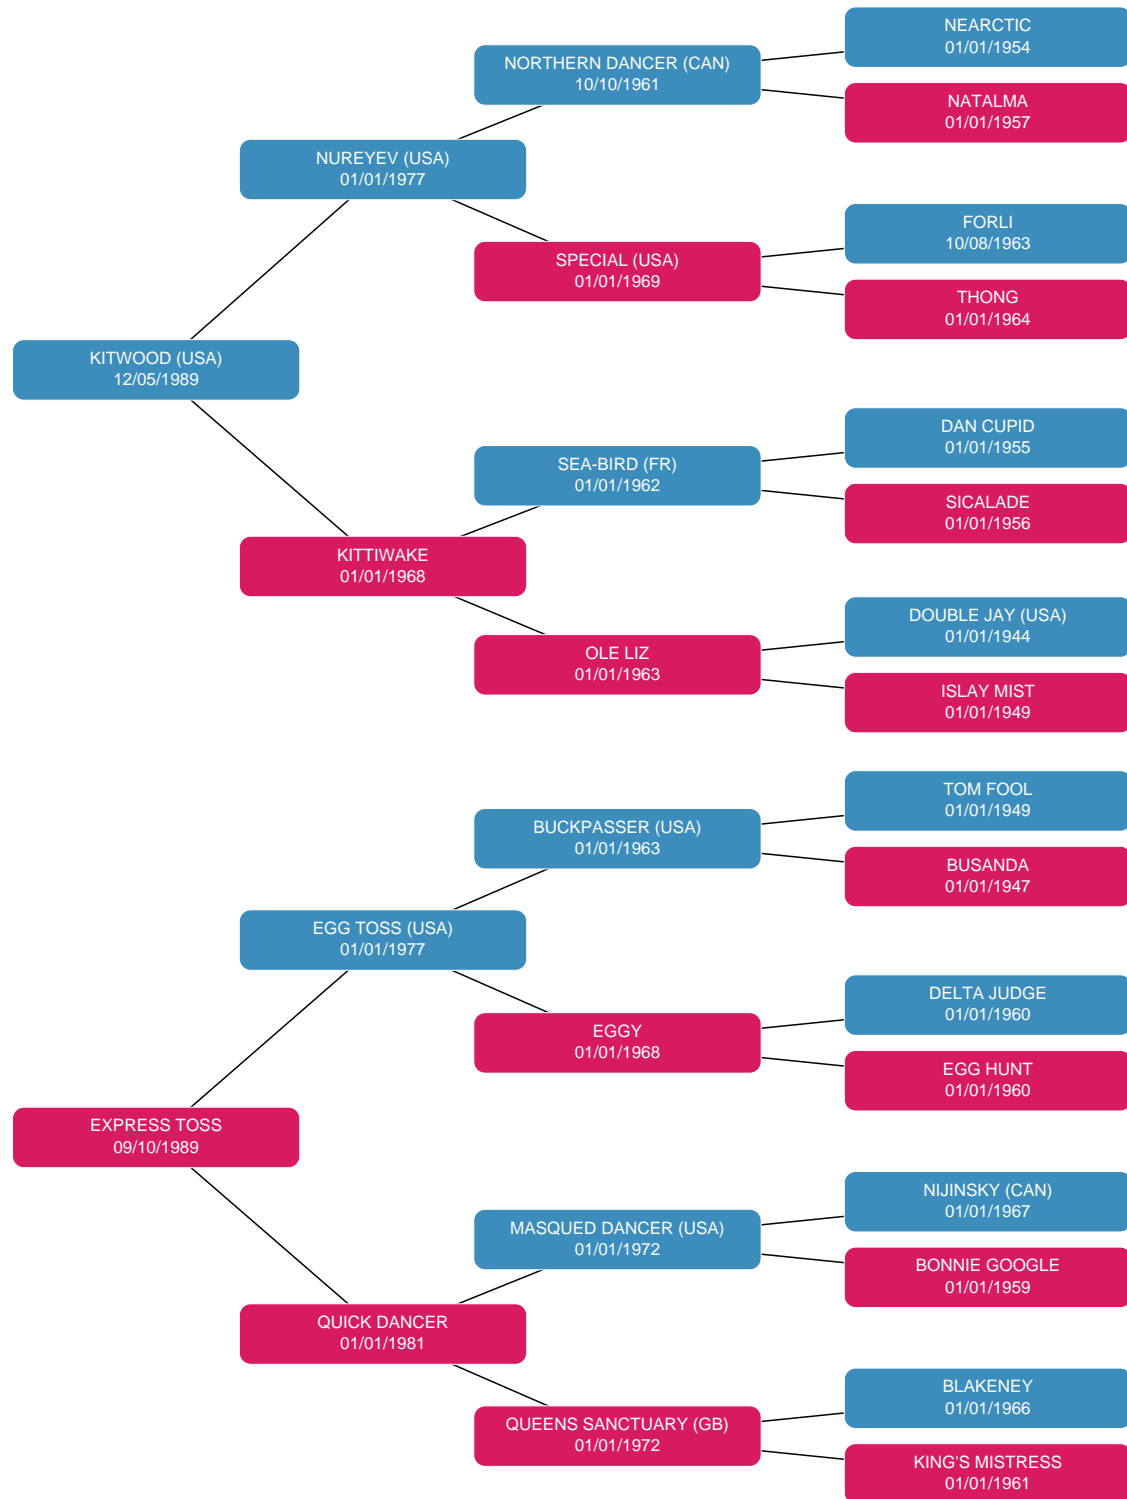 NEARCTIC
01/01/1954
NORTHERN DANCER (CAN)
10/10/1961
NATALMA
01/01/1957
NUREYEV (USA)
01/01/1977
FORLI
10/08/1963
SPECIAL (USA)
01/01/1969
THONG
01/01/1964
KITWOOD (USA)
12/05/1989
DAN CUPID
01/01/1955
SEA-BIRD (FR)
01/01/1962
SICALADE
01/01/1956
KITTIWAKE
01/01/1968
DOUBLE JAY (USA)
01/01/1944
OLE LIZ
01/01/1963
ISLAY MIST
01/01/1949
TOM FOOL
01/01/1949
BUCKPASSER (USA)
01/01/1963
BUSANDA
01/01/1947
EGG TOSS (USA)
01/01/1977
DELTA JUDGE
01/01/1960
EGGY
01/01/1968
EGG HUNT
01/01/1960
EXPRESS TOSS
09/10/1989
NIJINSKY (CAN)
01/01/1967
MASQUED DANCER (USA)
01/01/1972
BONNIE GOOGLE
01/01/1959
QUICK DANCER
01/01/1981
BLAKENEY
01/01/1966
QUEENS SANCTUARY (GB)
01/01/1972
KING'S MISTRESS
01/01/1961